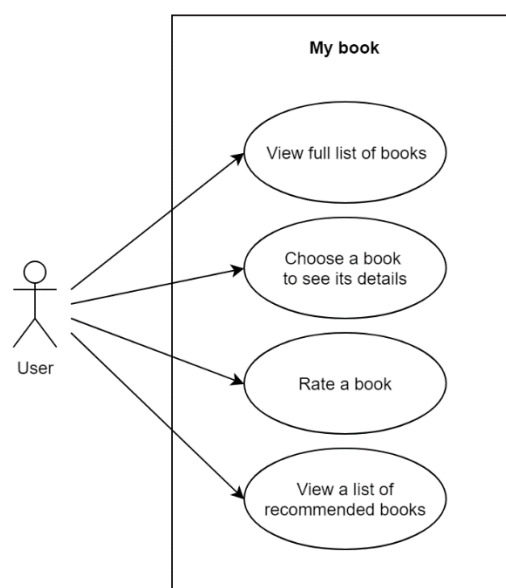 My book
View full list of books
Choose a book
to see its details
User
Rate a book
View a list of
recommended books